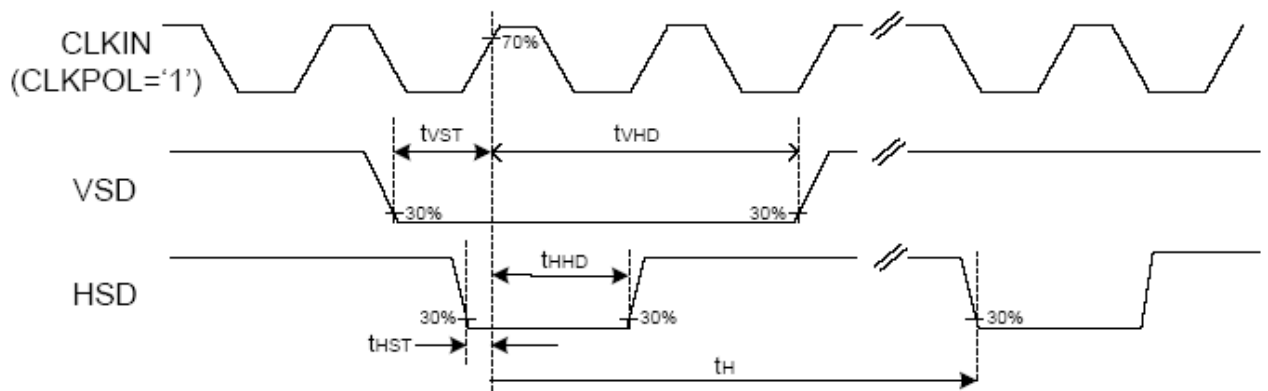 CLKIN
(CLKPOL='1')
70%
tVST
tVHD
VSD
30%
30%
tHHD
HSD
30%
30%
30%
tHST
tH